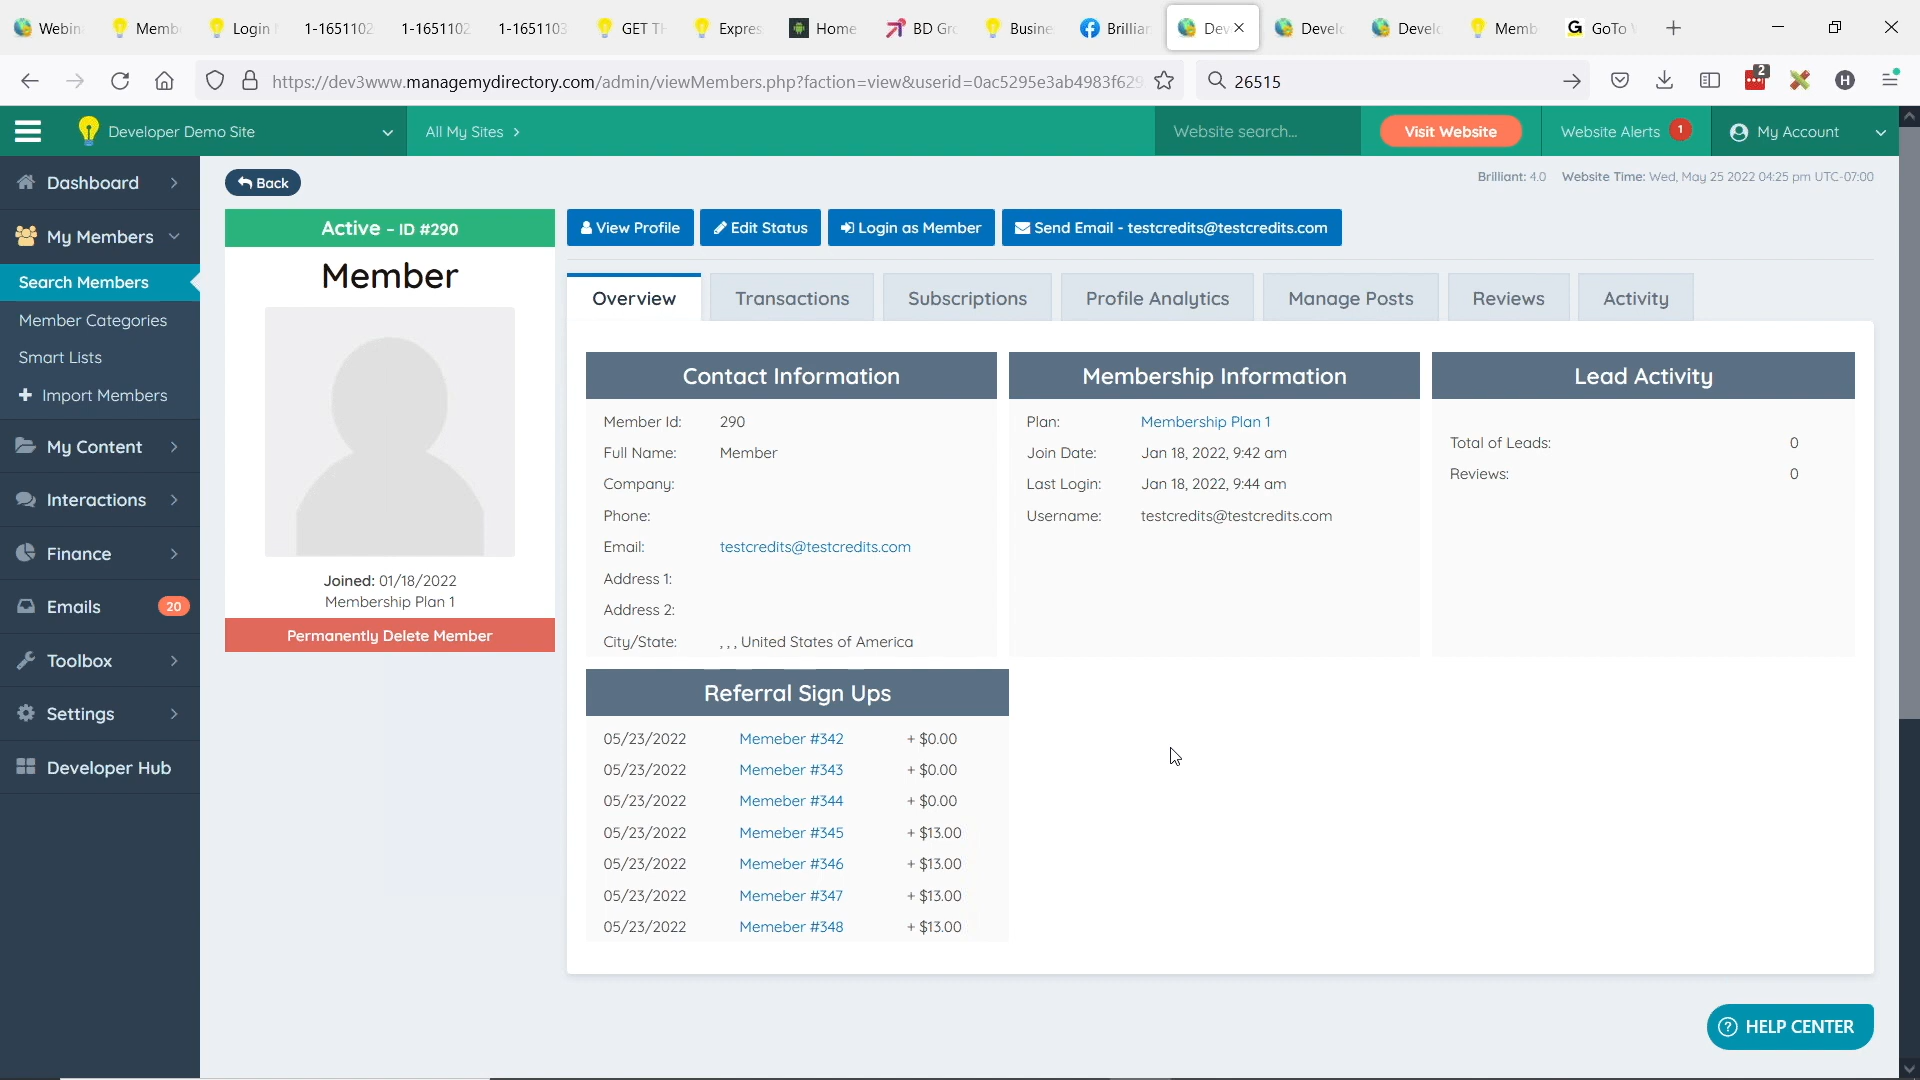 Webin
Memb
Login
1-1651102
1-1651102
1-1651103
GET TH
Expres
Home
BD Gro
Busine
Brillian
Dev
Develo
Develo
Memb
GoTo
https://dev3www.managemydirectory.com/admin/viewMembers.php?faction=view&userid=0ac5295e3ab4983f629
26515
2
H
Developer Demo Site
All My Sites >
Website search...
Visit Website
Website Alerts 1
My Account
Dashboard
My Members
Search Members
Member Categories
Smart Lists
+ Import Members
My Content
Interactions
Finance
Emails 20
Toolbox
Settings
Developer Hub
Back
Brilliant: 4.0 Website Time: Wed, May 25 2022 04:25 pm UTC-07:00
Active - ID #290
Member
Joined: 01/18/2022
Membership Plan 1
Permanently Delete Member
View Profile
Edit Status
Login as Member
Send Email - testcredits@testcredits.com
Overview
Transactions
Subscriptions
Profile Analytics
Manage Posts
Reviews
Activity
Contact Information
Member Id: 290
Full Name: Member
Company:
Phone:
Email: testcredits@testcredits.com
Address 1:
Address 2:
City/State: , , , United States of America
Membership Information
Plan: Membership Plan 1
Join Date: Jan 18, 2022, 9:42 am
Last Login: Jan 18, 2022, 9:44 am
Username: testcredits@testcredits.com
Lead Activity
Total of Leads: 0
Reviews: 0
Referral Sign Ups
05/23/2022 Memeber #342 + $0.00
05/23/2022 Memeber #343 + $0.00
05/23/2022 Memeber #344 + $0.00
05/23/2022 Memeber #345 + $13.00
05/23/2022 Memeber #346 + $13.00
05/23/2022 Memeber #347 + $13.00
05/23/2022 Memeber #348 + $13.00
? HELP CENTER